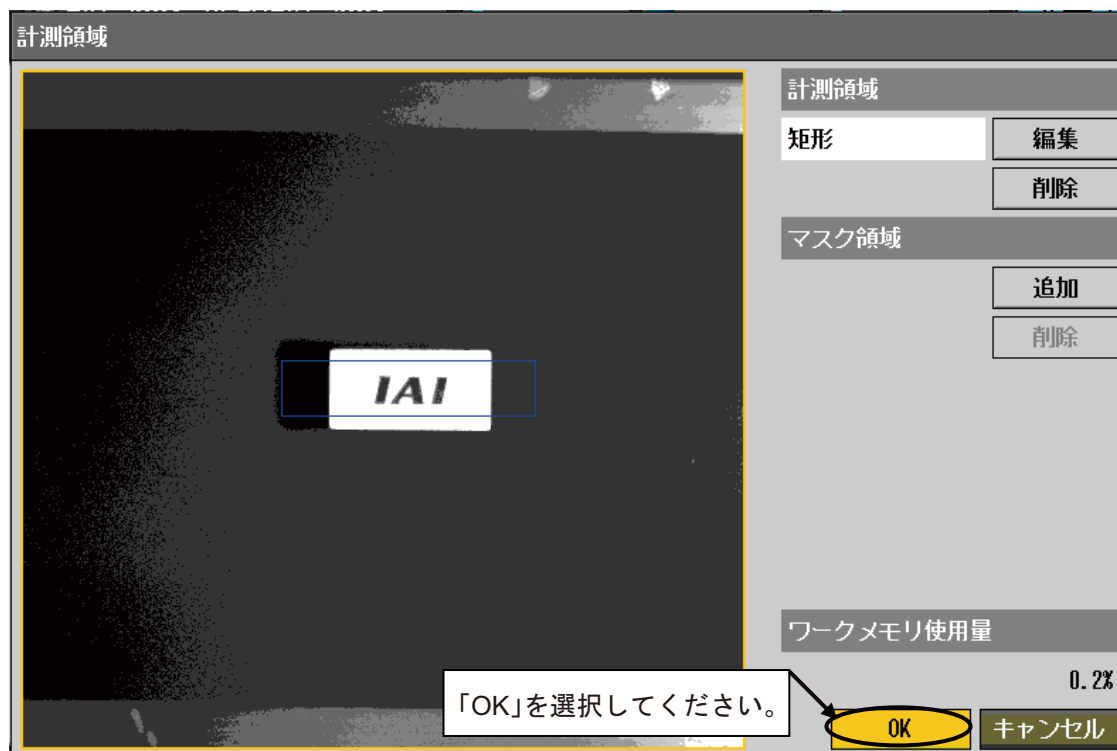 計測領域
計測領域
矩形
編集
削除
マスク領域
追加
削除
IAI
ワークメモリ使用量
0.2%
「OK」を選択してください。
OK
キャンセル